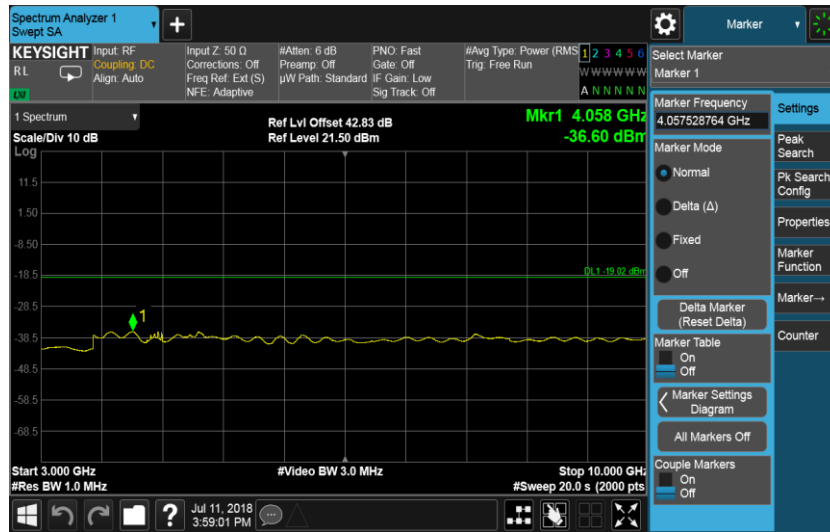 Spectrum Analyzer 1
Swept SA
+
Marker
KEYSIGHT
RL
LXI
Input: RF
Coupling: DC
Align: Auto
Input Z: 50 Ω
Corrections: Off
Freq Ref: Ext (S)
NFE: Adaptive
#Atten: 6 dB
Preamp: Off
µW Path: Standard
PNO: Fast
Gate: Off
IF Gain: Low
Sig Track: Off
#Avg Type: Power (RMS
Trig: Free Run
1 2 3 4 5 6
W W W W W W
A N N N N N
Select Marker
Marker 1
1 Spectrum
Scale/Div 10 dB
Log
Ref Lvl Offset 42.83 dB
Ref Level 21.50 dBm
Mkr1 4.058 GHz
-36.60 dBm
11.5
1.50
-8.50
-18.5
-28.5
-38.5
-48.5
-58.5
-68.5
DL1 -19.02 dBm
1
Start 3.000 GHz
#Res BW 1.0 MHz
#Video BW 3.0 MHz
Stop 10.000 GHz
#Sweep 20.0 s (2000 pts
Marker Frequency
4.057528764 GHz
Marker Mode
Normal
Delta (Δ)
Fixed
Off
Delta Marker
(Reset Delta)
Marker Table
On
Off
Marker Settings
Diagram
All Markers Off
Couple Markers
On
Off
Settings
Peak
Search
Pk Search
Config
Properties
Marker
Function
Marker→
Counter
?
Jul 11, 2018
3:59:01 PM